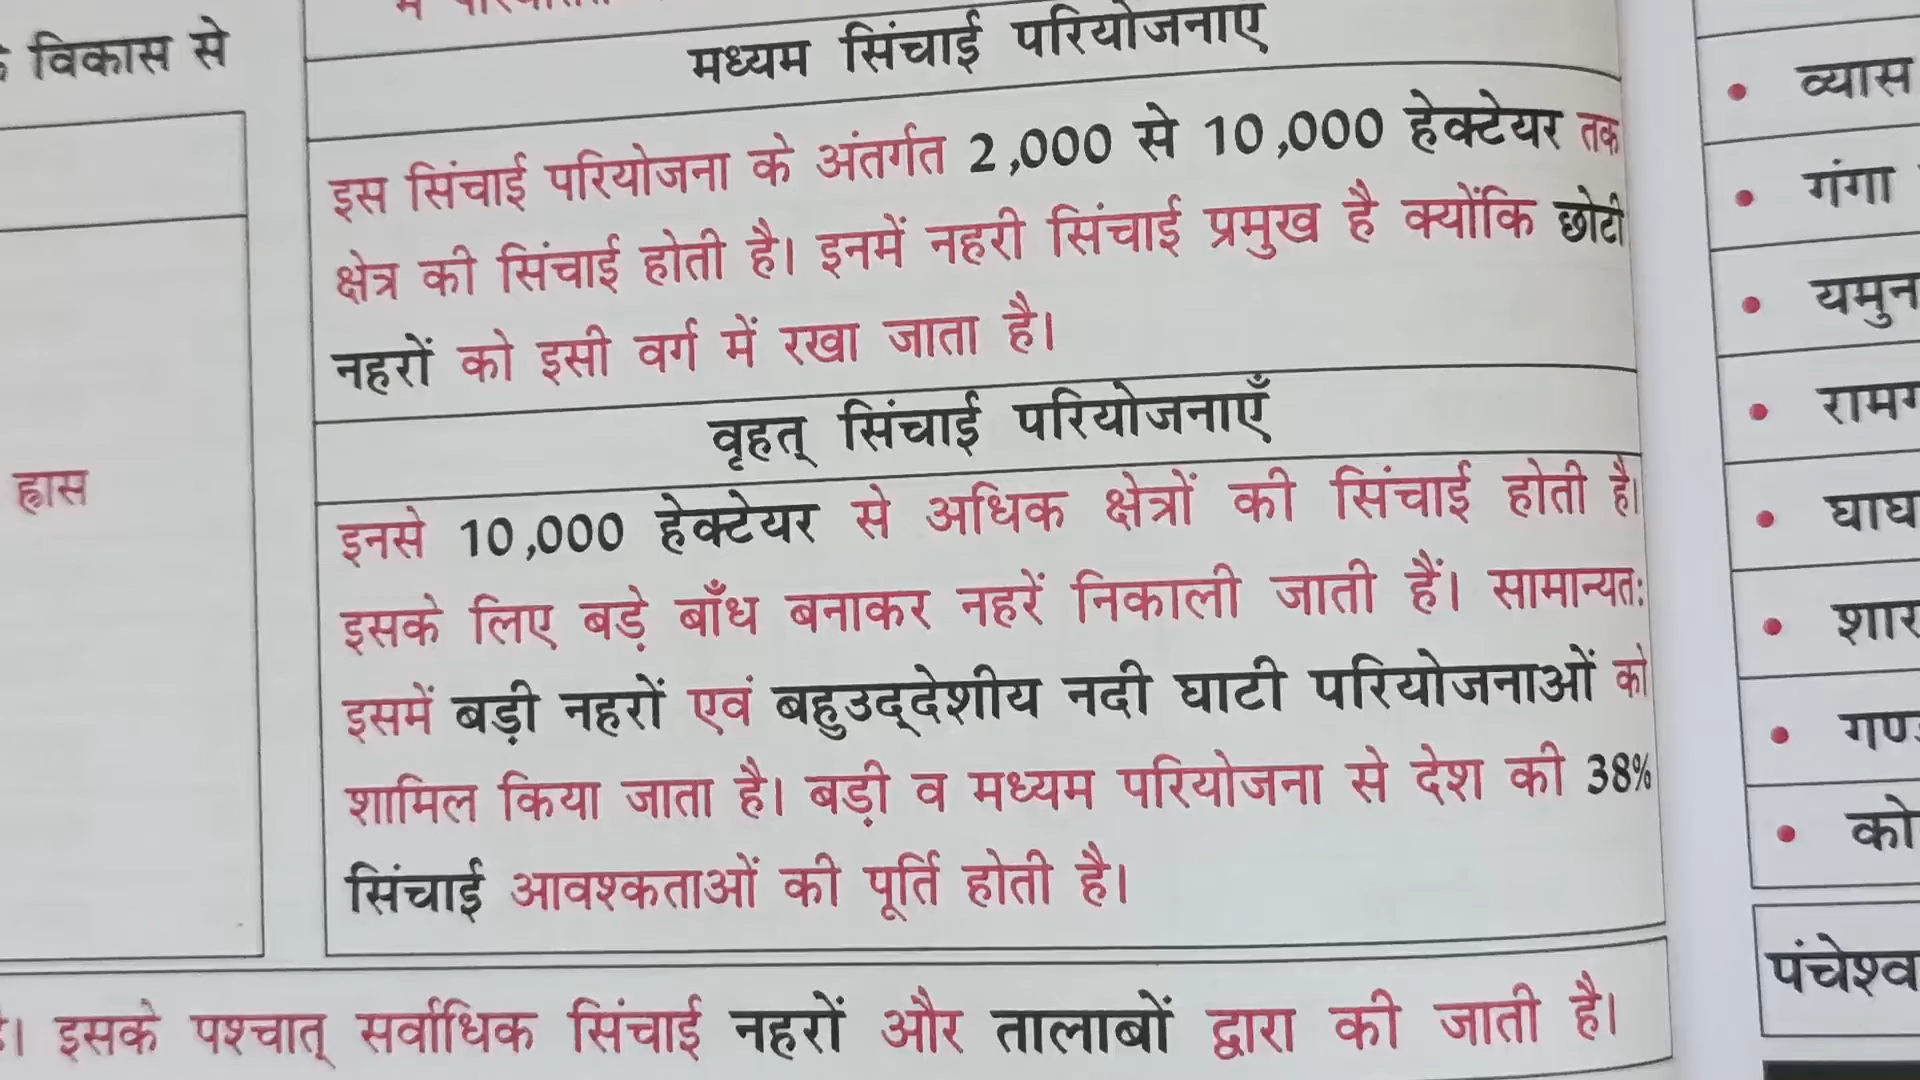 विकास से
ह्रास
मध्यम सिंचाई परियोजनाएँ
इस सिंचाई परियोजना के अंतर्गत 2,000 से 10,000 हेक्टेयर तक
क्षेत्र की सिंचाई होती है। इनमें नहरी सिंचाई प्रमुख है क्योंकि छोटी
नहरों को इसी वर्ग में रखा जाता है।
वृहत् सिंचाई परियोजनाएँ
इनसे 10,000 हेक्टेयर से अधिक क्षेत्रों की सिंचाई होती है।
इसके लिए बड़े बाँध बनाकर नहरें निकाली जाती हैं। सामान्यतः
इसमें बड़ी नहरों एवं बहुउद्देशीय नदी घाटी परियोजनाओं को
शामिल किया जाता है। बड़ी व मध्यम परियोजना से देश की 38%
सिंचाई आवश्कताओं की पूर्ति होती है।
इसके पश्चात् सर्वाधिक सिंचाई नहरों और तालाबों द्वारा की जाती है।
• व्यास
• गंगा